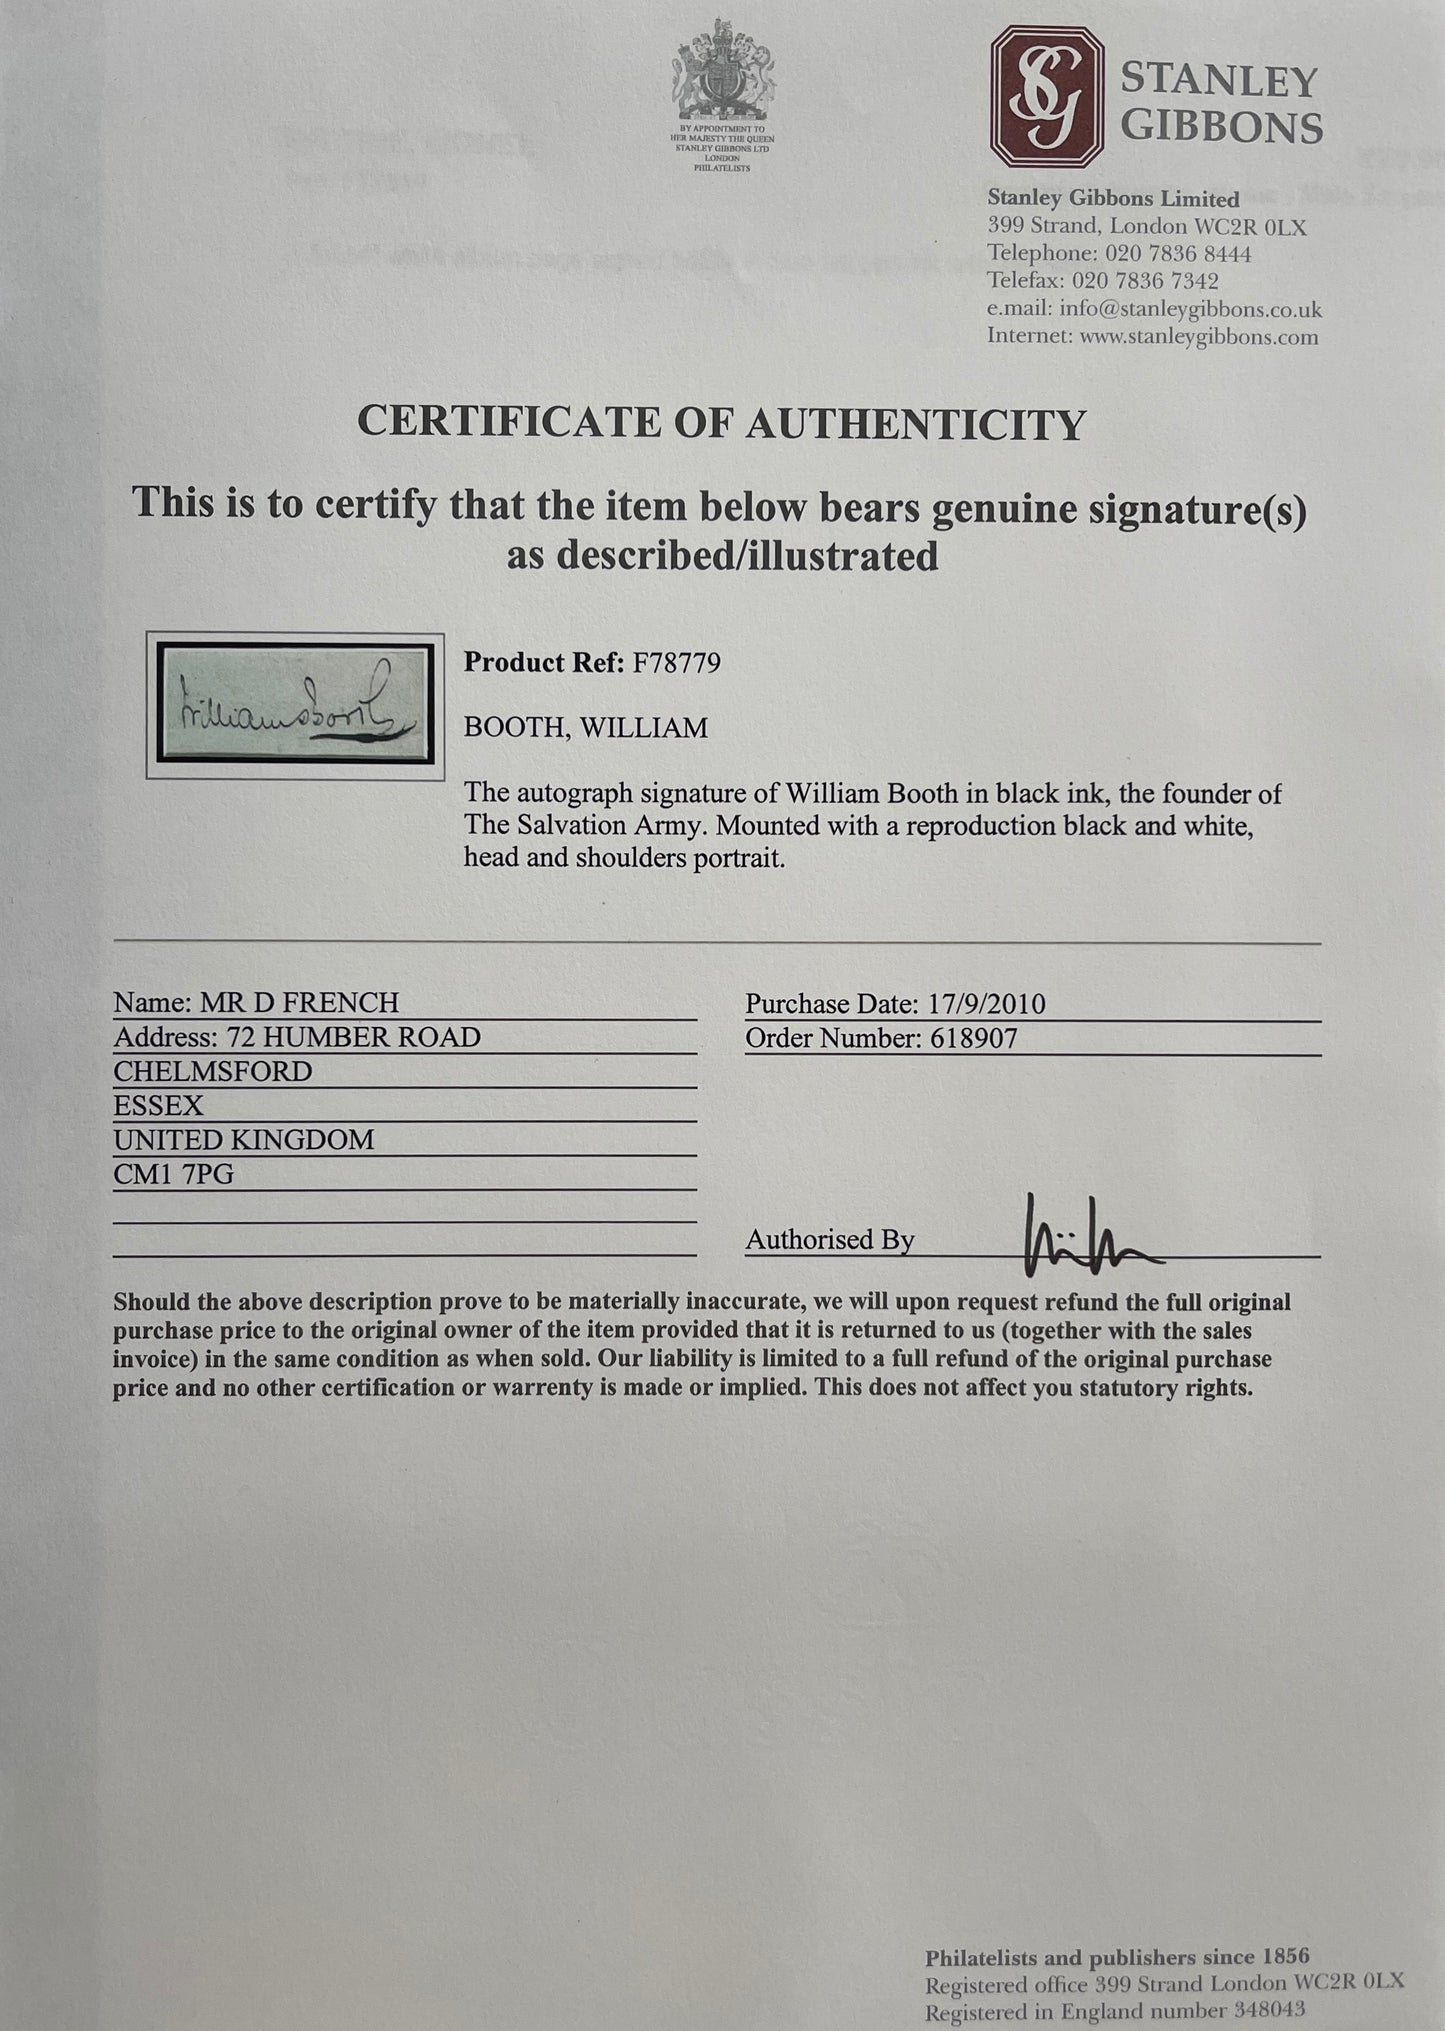 BY APPOINTMENT TO
HER MAJESTY THE QUEEN
STANLEY GIBBONS LTD
LONDON
PHILATELISTS
SG
STANLEY
GIBBONS
Stanley Gibbons Limited
399 Strand, London WC2R 0LX
Telephone: 020 7836 8444
Telefax: 020 7836 7342
e.mail: info@stanleygibbons.co.uk
Internet: www.stanleygibbons.com
CERTIFICATE OF AUTHENTICITY
This is to certify that the item below bears genuine signature(s)
as described/illustrated
William Booth
Product Ref: F78779
BOOTH, WILLIAM
The autograph signature of William Booth in black ink, the founder of
The Salvation Army. Mounted with a reproduction black and white,
head and shoulders portrait.
Name: MR D FRENCH
Address: 72 HUMBER ROAD
CHELMSFORD
ESSEX
UNITED KINGDOM
CM1 7PG
Purchase Date: 17/9/2010
Order Number: 618907
Authorised By
Should the above description prove to be materially inaccurate, we will upon request refund the full original
purchase price to the original owner of the item provided that it is returned to us (together with the sales
invoice) in the same condition as when sold. Our liability is limited to a full refund of the original purchase
price and no other certification or warrenty is made or implied. This does not affect you statutory rights.
Philatelists and publishers since 1856
Registered office 399 Strand London WC2R 0LX
Registered in England number 348043